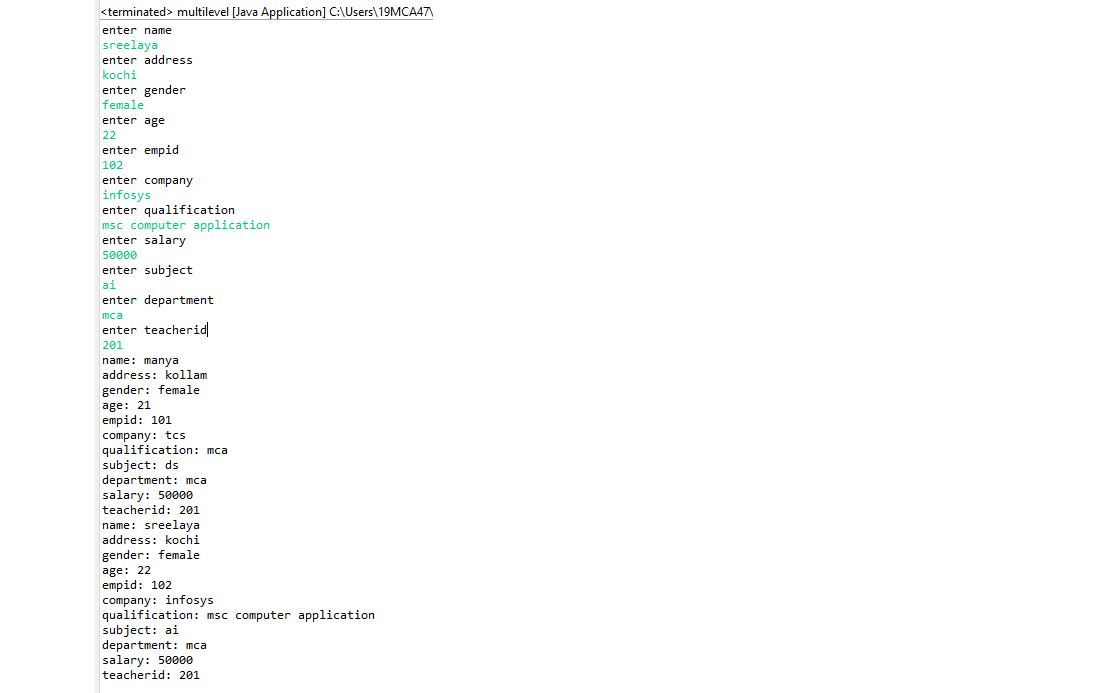 <terminated> multilevel [Java Application] C:\Users\19MCA47\
enter name
sreelaya
enter address
kochi
enter gender
female
enter age
22
enter empid
102
enter company
infosys
enter qualification
msc computer application
enter salary
50000
enter subject
ai
enter department
mca
enter teacherid
201
name: manya
address: kollam
gender: female
age: 21
empid: 101
company: tcs
qualification: mca
subject: ds
department: mca
salary: 50000
teacherid: 201
name: sreelaya
address: kochi
gender: female
age: 22
empid: 102
company: infosys
qualification: msc computer application
subject: ai
department: mca
salary: 50000
teacherid: 201